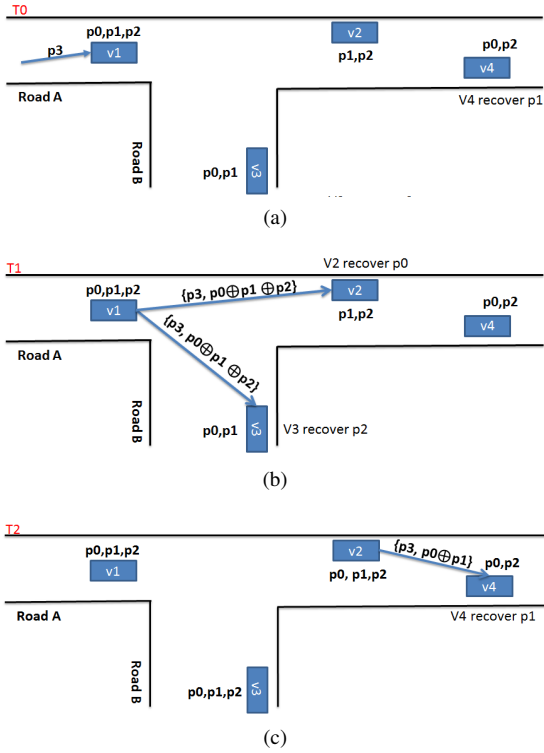 T0
p0,p1,p2
p3
v1
v2
p1,p2
p0,p2
v4
Road A
V4 recover p1
Road B
p0,p1
v3
(a)
T1
V2 recover p0
p0,p1,p2
{p3, p0⊕p1 ⊕p2}
v1
v2
p1,p2
p0,p2
v4
{p3, p0⊕p1 ⊕p2}
Road A
Road B
p0,p1
v3
V3 recover p2
(b)
T2
p0,p1,p2
v1
v2
{p3, p0⊕p1}
p0, p1,p2
p0,p2
v4
Road A
V4 recover p1
Road B
p0,p1,p2
v3
(c)